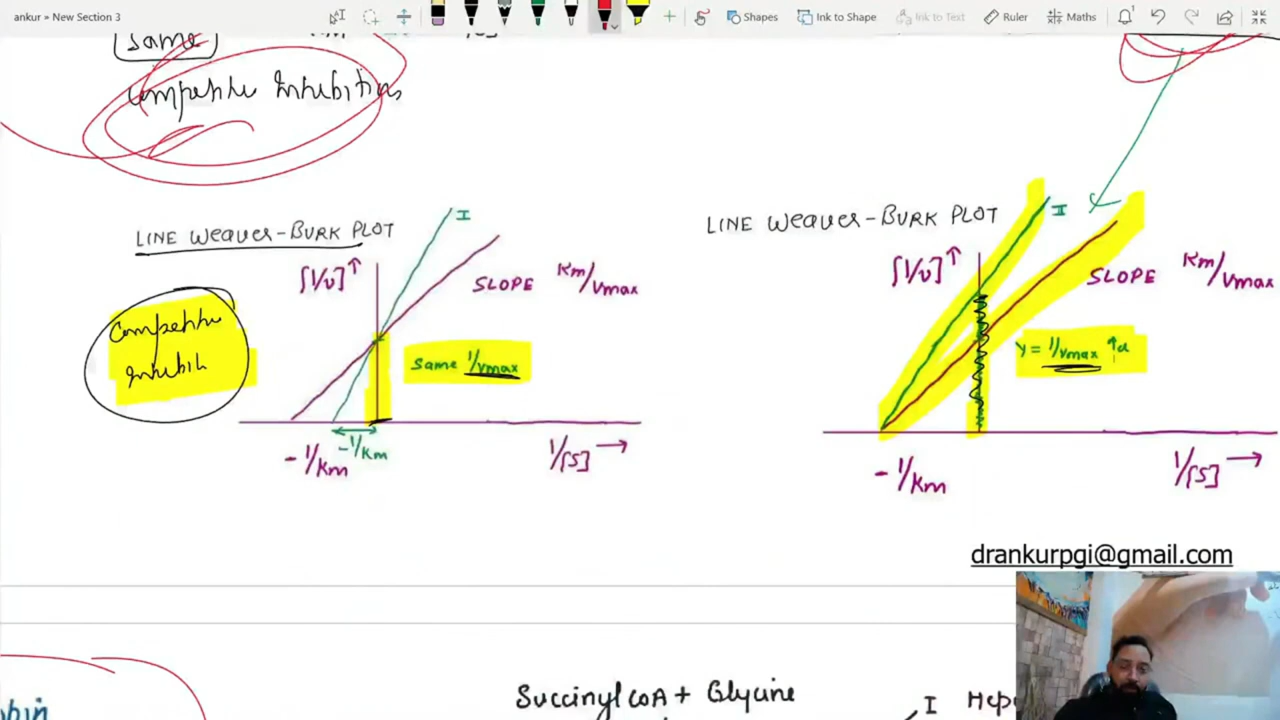 ankur » New Section 3
Shapes
Ink to Shape
Ink to Text
Ruler
Maths
Same
Competitive Inhibition
LINE WEAVER-BURK PLOT
I
[1/v]↑
SLOPE Km/Vmax
Competitive
Inhibit
Same 1/Vmax
-1/Km
-1/Km
1/[S] →
LINE WEAVER-BURK PLOT
I
[1/v]↑
SLOPE Km/Vmax
y = 1/Vmax ↑d
-1/Km
1/[S] →
drankurpgi@gmail.com
Succinyl CoA + Glycine
I